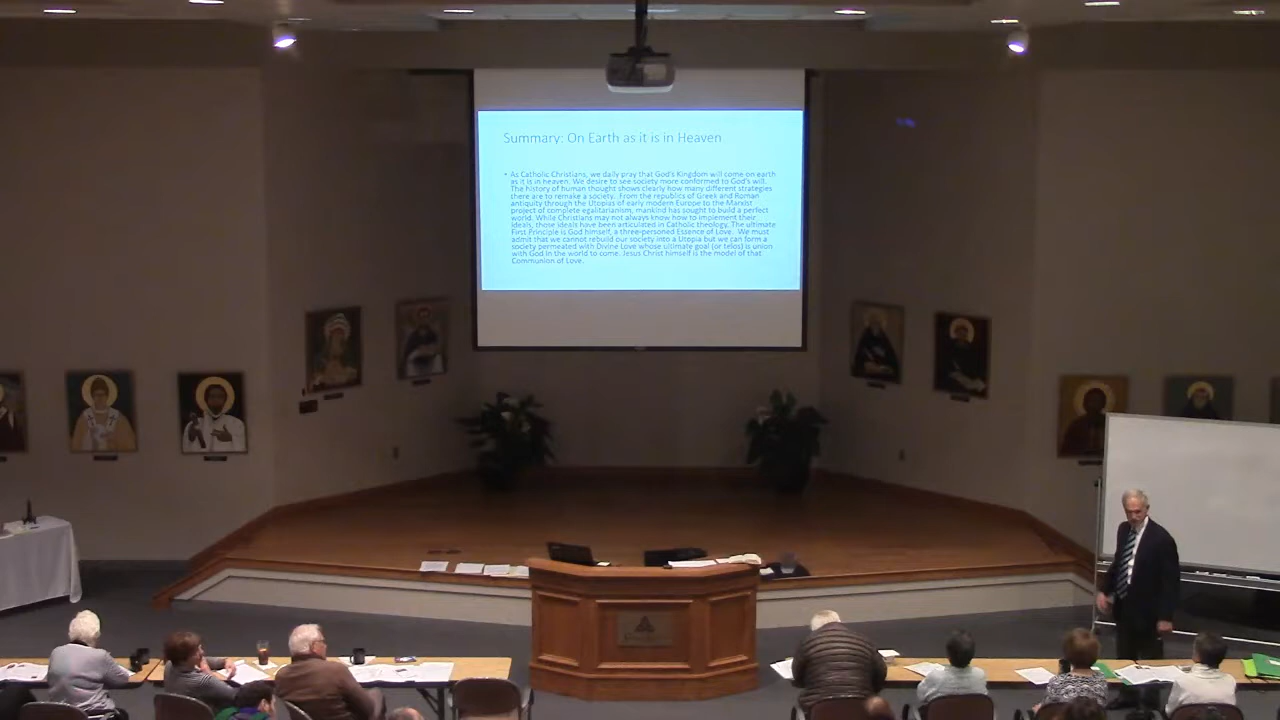 Summary: On Earth as it is in Heaven
• As Catholic Christians, we daily pray that God's Kingdom will come on earth
as it is in heaven. We desire to see society more conformed to God's will.
The history of human thought shows clearly how many different strategies
there are to remake a society. From the republics of Greek and Roman
antiquity through the Utopias of early modern Europe to the Marxist
project of complete egalitarianism, mankind has sought to build a perfect
world. While Christians may not always know how to implement their
ideals, those ideals have been articulated in Catholic theology. The ultimate
First Principle is God himself, a three-personed Essence of Love. We must
admit that we cannot rebuild our society into a Utopia but we can form a
society permeated with Divine Love whose ultimate goal (or telos) is union
with God in the world to come. Jesus Christ himself is the model of that
Communion of Love.